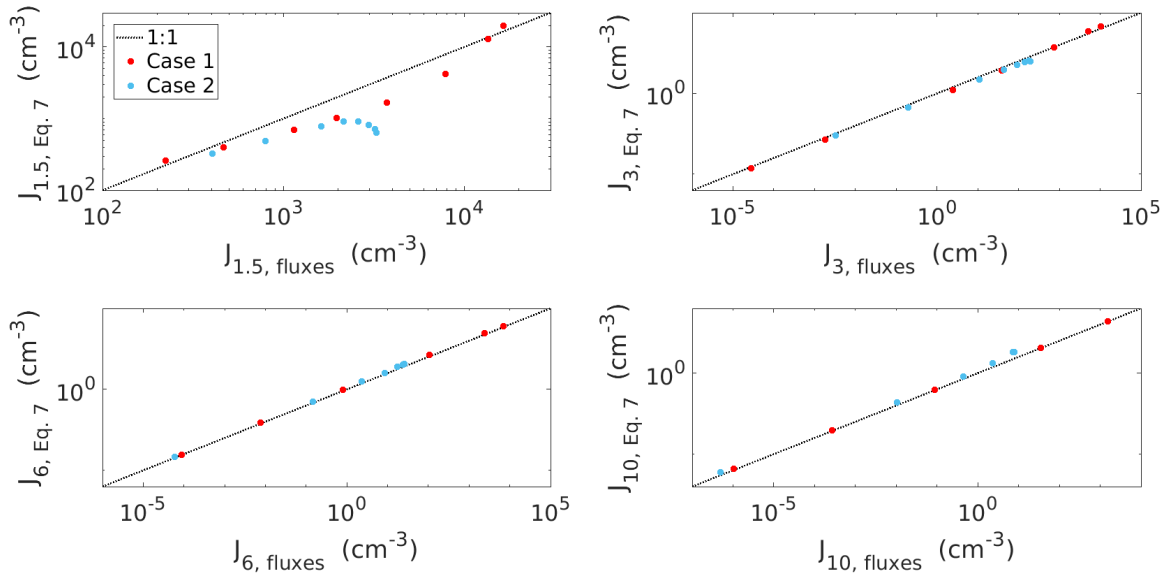 1:1
Case 1
Case 2
J1.5, Eq. 7 (cm-3)
10^4
10^2
10^2
10^3
10^4
J1.5, fluxes (cm-3)
J3, Eq. 7 (cm-3)
10^0
10^-5
10^0
10^5
J3, fluxes (cm-3)
J6, Eq. 7 (cm-3)
10^0
10^-5
10^0
10^5
J6, fluxes (cm-3)
J10, Eq. 7 (cm-3)
10^0
10^-5
10^0
J10, fluxes (cm-3)